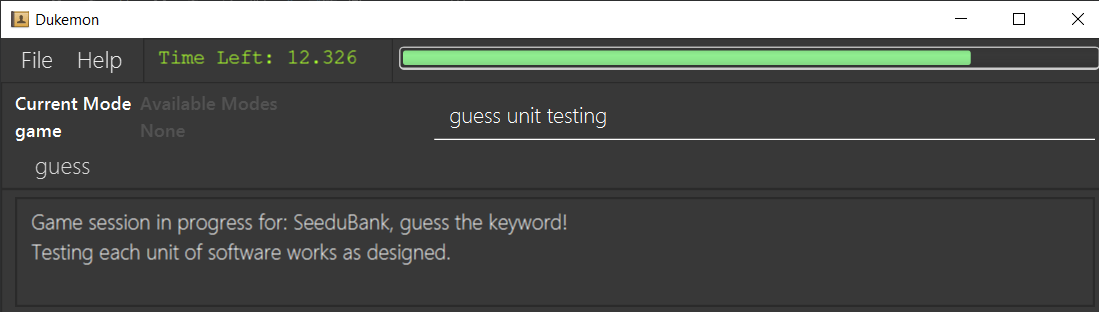 Dukemon
File Help Time Left: 12.326
Current Mode Available Modes
game None
guess unit testing
guess
Game session in progress for: SeeduBank, guess the keyword!
Testing each unit of software works as designed.